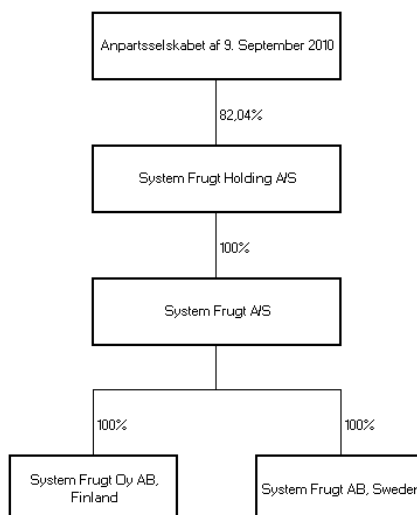 Anpartsselskabet af 9. September 2010
82,04%
System Frugt Holding A/S
100%
System Frugt A/S
100%
100%
System Frugt Oy AB,
Finland
System Frugt AB, Sweden